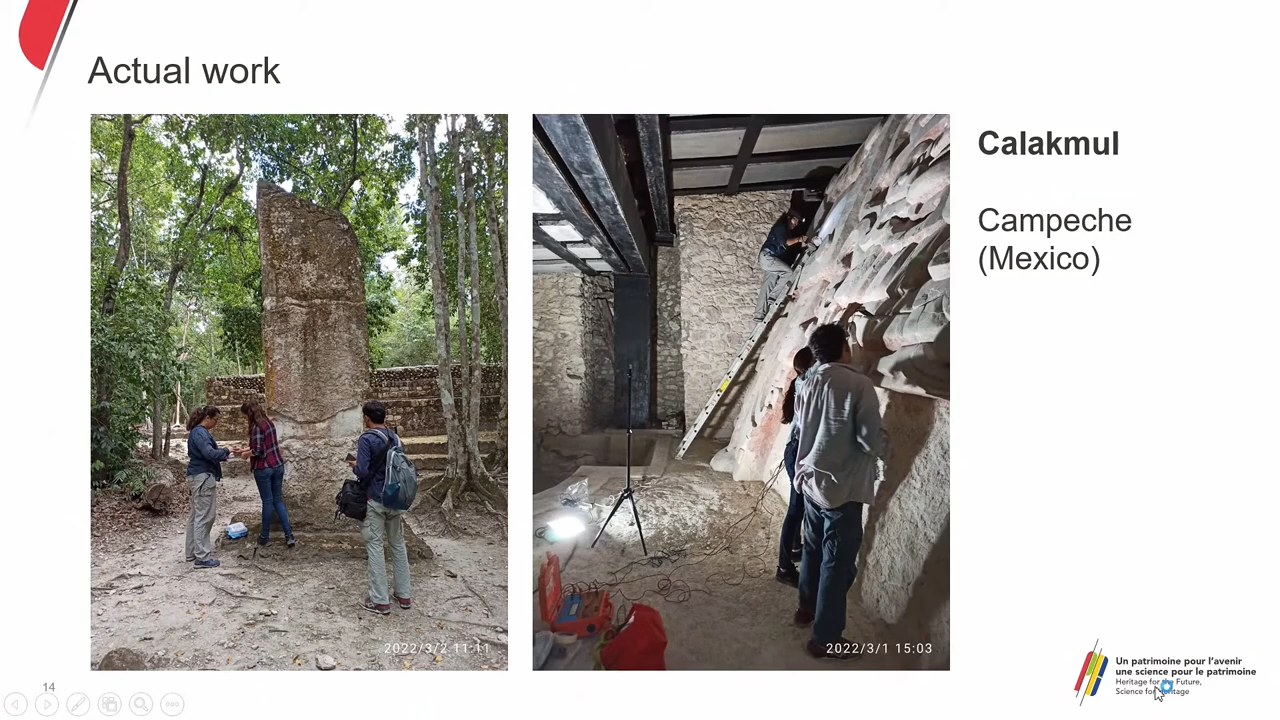 Actual work
Calakmul
Campeche
(Mexico)
2022/3/2 11:11
2022/3/1 15:03
14
Un patrimoine pour l'avenir
une science pour le patrimoine
Heritage for the Future,
Science for Heritage